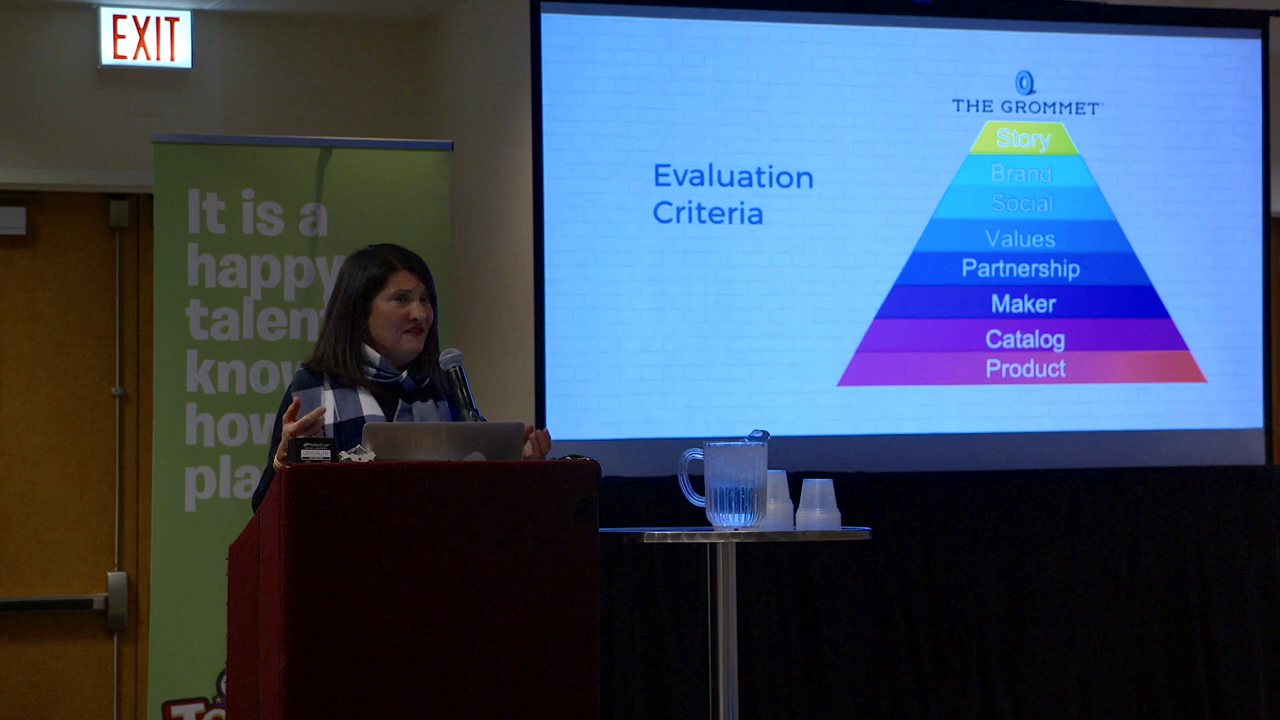 EXIT
It is a
happy
talen
know
how
pla
Evaluation
Criteria
THE GROMMET
Story
Brand
Social
Values
Partnership
Maker
Catalog
Product